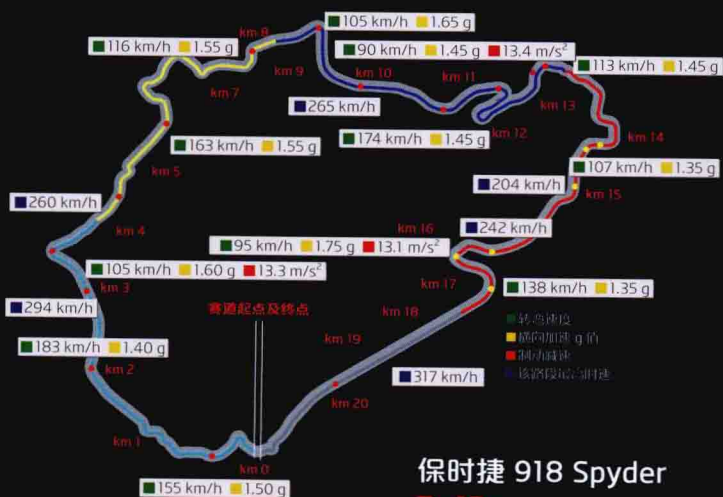 105 km/h 1.65 g
km 8
116 km/h 1.55 g
90 km/h 1.45 g 13.4 m/s²
km 9
km 10
km 11
113 km/h 1.45 g
km 7
km 13
265 km/h
km 12
km 14
163 km/h 1.55 g
174 km/h 1.45 g
km 5
107 km/h 1.35 g
204 km/h
km 15
260 km/h
km 4
km 16
242 km/h
95 km/h 1.75 g 13.1 m/s²
105 km/h 1.60 g 13.3 m/s²
km 3
km 17
138 km/h 1.35 g
294 km/h
赛道起点及终点
km 18
转弯速度
横向加速 g 值
183 km/h 1.40 g
km 19
制动减速
km 2
317 km/h
km 20
km 1
km 0
保时捷 918 Spyder
155 km/h 1.50 g